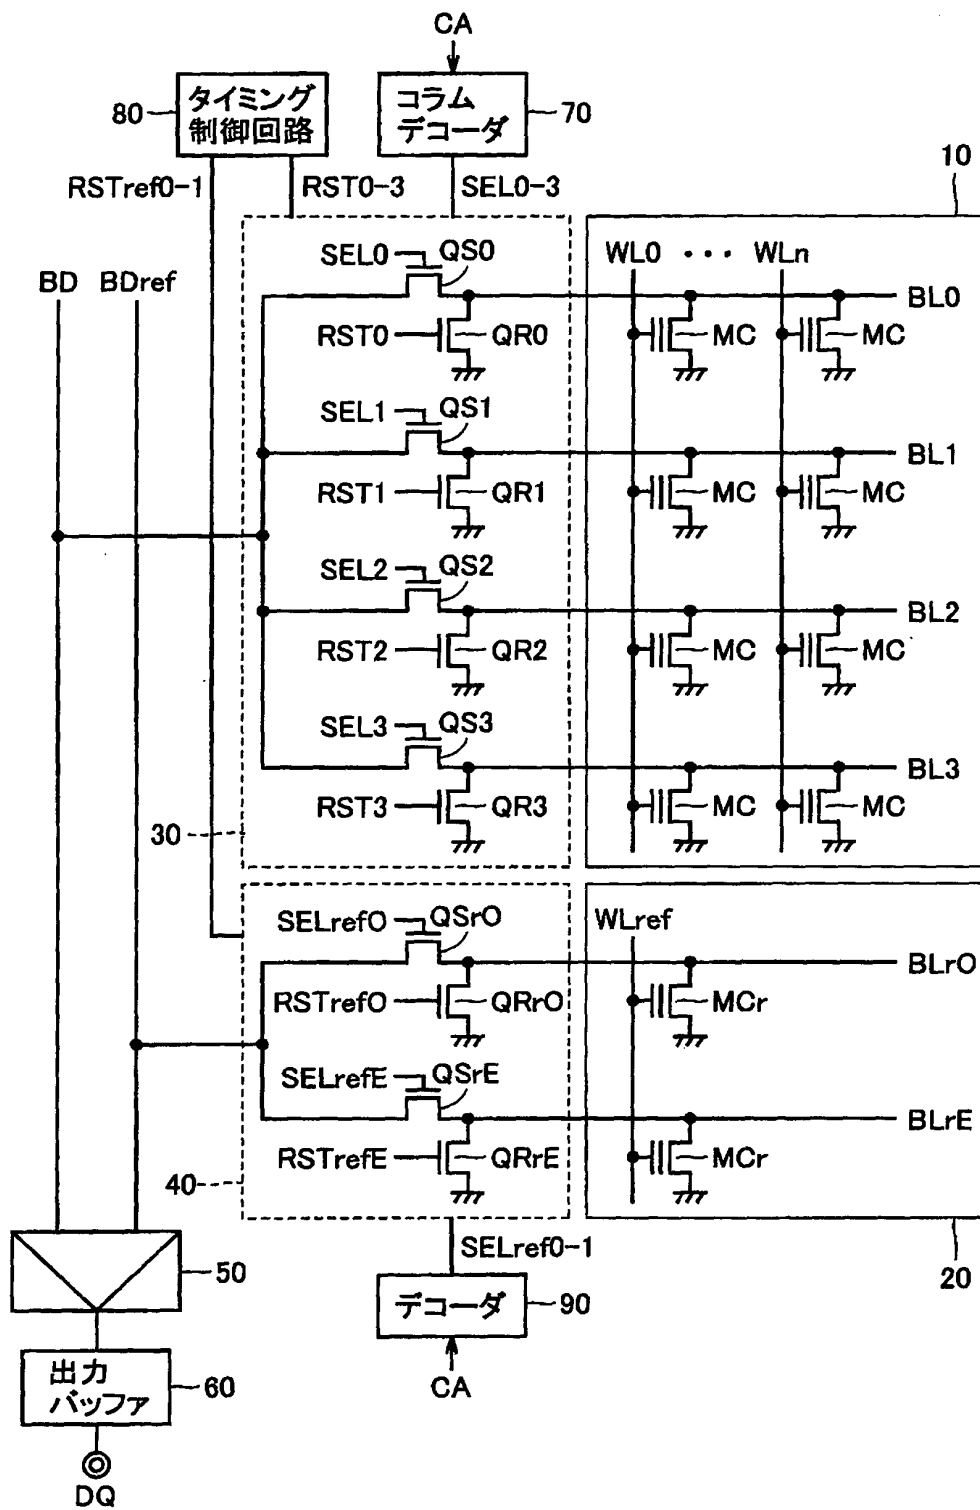 CA
タイミング
制御回路
80
コラム
デコーダ
70
10
RSTref0-1
RST0-3
SEL0-3
BD
BDref
SEL0
QS0
WL0
･･･
WLn
BL0
RST0
QR0
MC
MC
SEL1
QS1
BL1
RST1
QR1
MC
MC
SEL2
QS2
BL2
RST2
QR2
MC
MC
SEL3
QS3
BL3
RST3
QR3
MC
MC
30
SELrefO
QSrO
WLref
BLrO
RSTrefO
QRrO
MCr
SELrefE
QSrE
BLrE
RSTrefE
QRrE
MCr
40
SELref0-1
50
20
デコーダ
90
出力
バッファ
60
CA
DQ